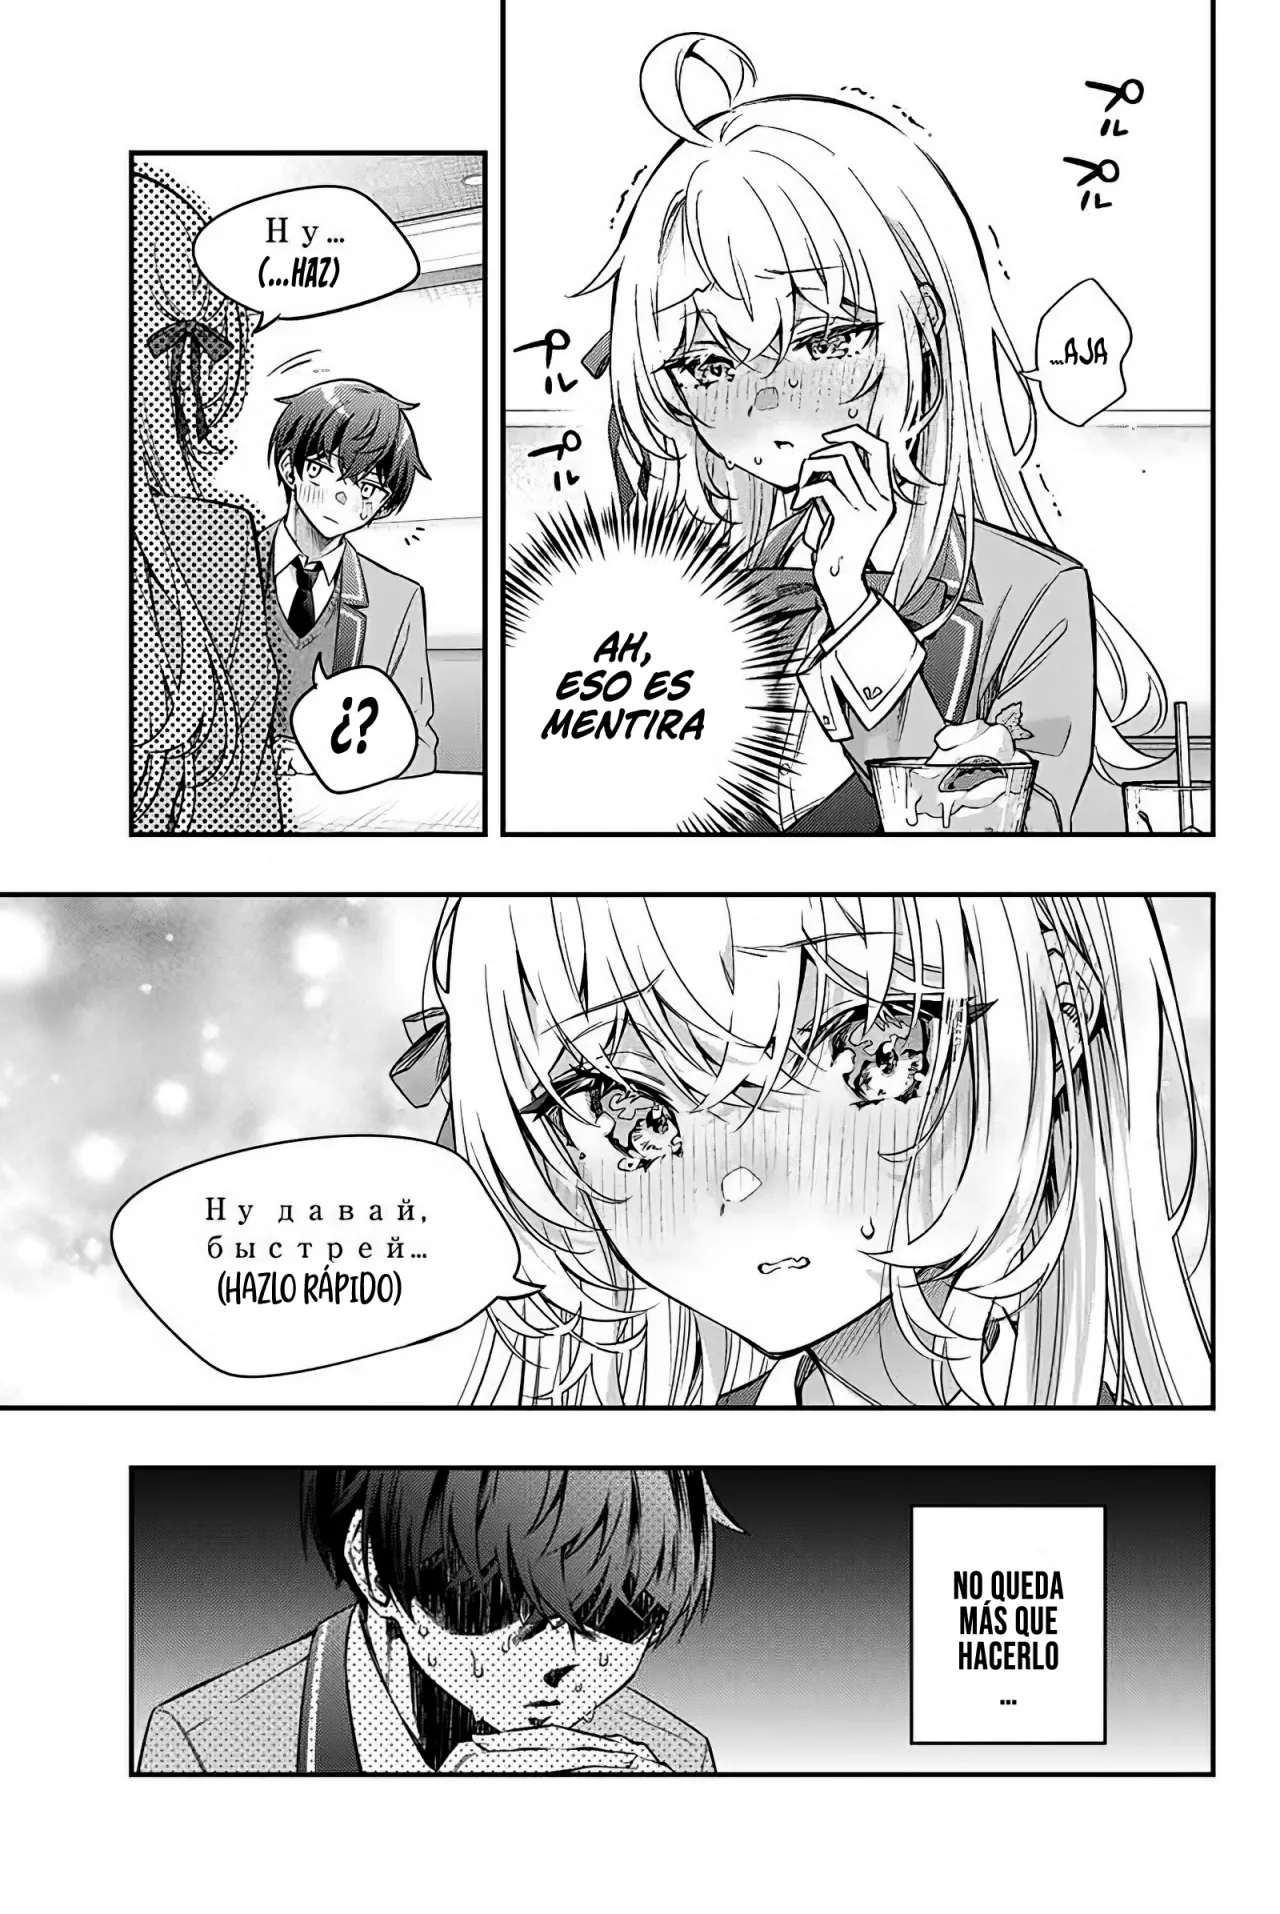 プル
プル
...AJA
プル
プル
AH,
ESO ES
MENTIRA
Ну...
(...HAZ)
¿?
Ну давай,
быстрей...
(HAZLO RÁPIDO)
NO QUEDA
MÁS QUE
HACERLO
...